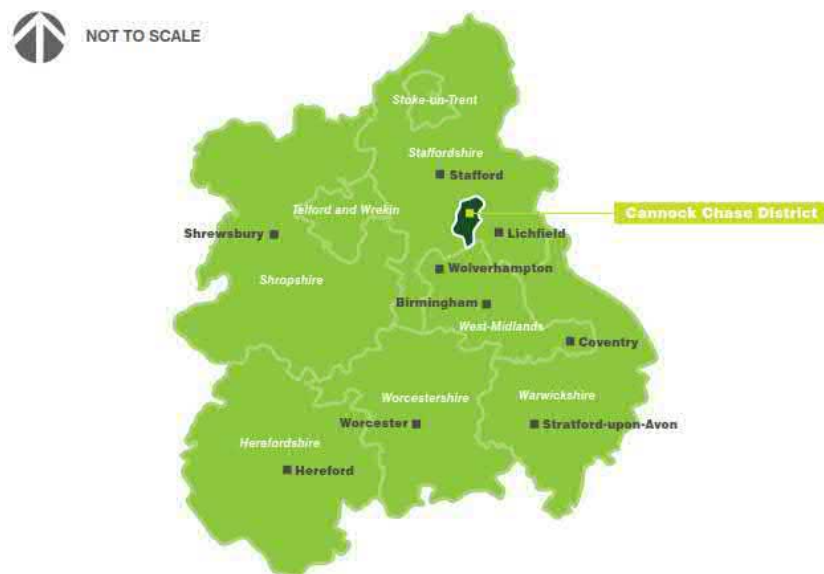 NOT TO SCALE
Stoke-on-Trent
Staffordshire
Stafford
Telford and Wrekin
Cannock Chase District
Shrewsbury
Lichfield
Wolverhampton
Shropshire
Birmingham
West-Midlands
Coventry
Worcestershire
Warwickshire
Worcester
Stratford-upon-Avon
Herefordshire
Hereford